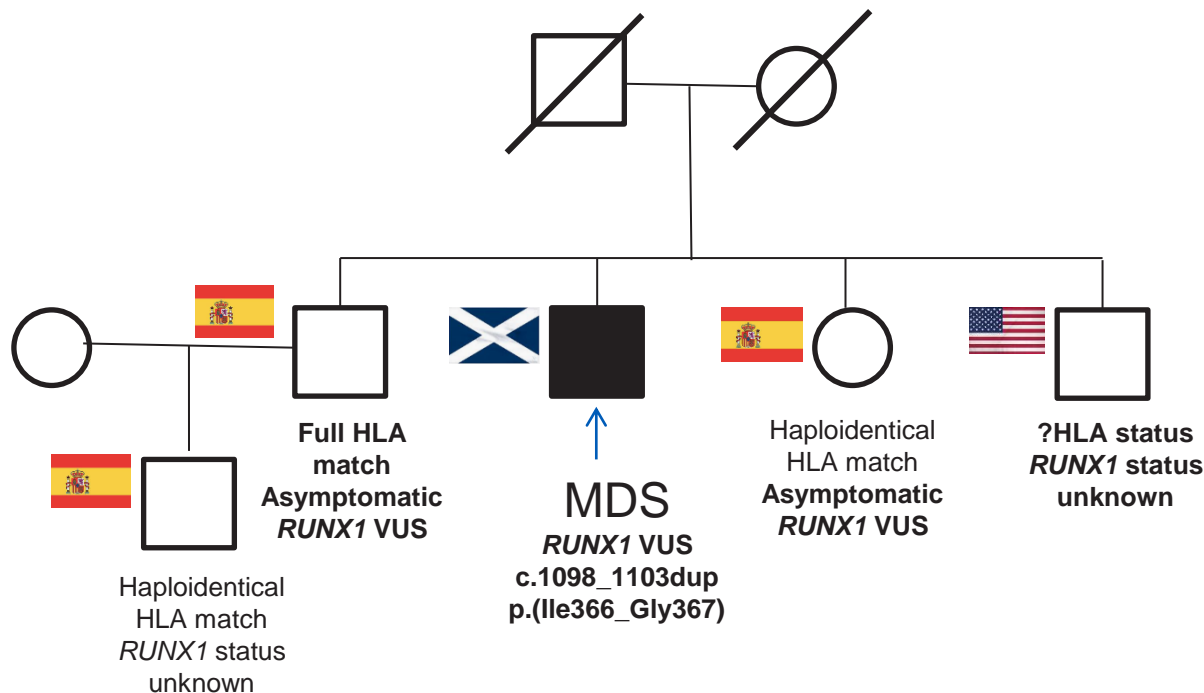 Full HLA
match
Asymptomatic
RUNX1 VUS
MDS
RUNX1 VUS
c.1098_1103dup
p.(Ile366_Gly367)
Haploidentical
HLA match
Asymptomatic
RUNX1 VUS
?HLA status
RUNX1 status
unknown
Haploidentical
HLA match
RUNX1 status
unknown